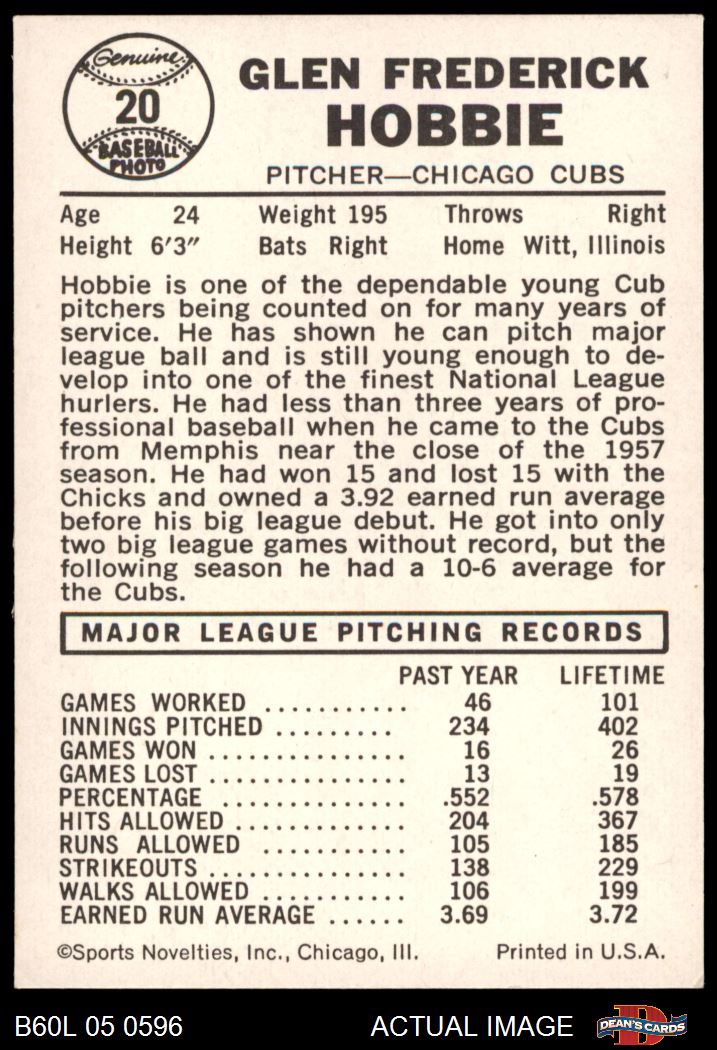 Genuine
20
BASEBALL
PHOTO
GLEN FREDERICK
HOBBIE
PITCHER—CHICAGO CUBS
Age 24 Weight 195 Throws Right
Height 6'3" Bats Right Home Witt, Illinois
Hobbie is one of the dependable young Cub
pitchers being counted on for many years of
service. He has shown he can pitch major
league ball and is still young enough to de-
velop into one of the finest National League
hurlers. He had less than three years of pro-
fessional baseball when he came to the Cubs
from Memphis near the close of the 1957
season. He had won 15 and lost 15 with the
Chicks and owned a 3.92 earned run average
before his big league debut. He got into only
two big league games without record, but the
following season he had a 10-6 average for
the Cubs.
MAJOR LEAGUE PITCHING RECORDS
PAST YEAR LIFETIME
GAMES WORKED ........... 46 101
INNINGS PITCHED ......... 234 402
GAMES WON ............... 16 26
GAMES LOST ............... 13 19
PERCENTAGE .............. .552 .578
HITS ALLOWED ............. 204 367
RUNS ALLOWED ........... 105 185
STRIKEOUTS ............... 138 229
WALKS ALLOWED ........... 106 199
EARNED RUN AVERAGE ...... 3.69 3.72
©Sports Novelties, Inc., Chicago, Ill. Printed in U.S.A.
B60L 05 0596 ACTUAL IMAGE DEAN'S CARDS